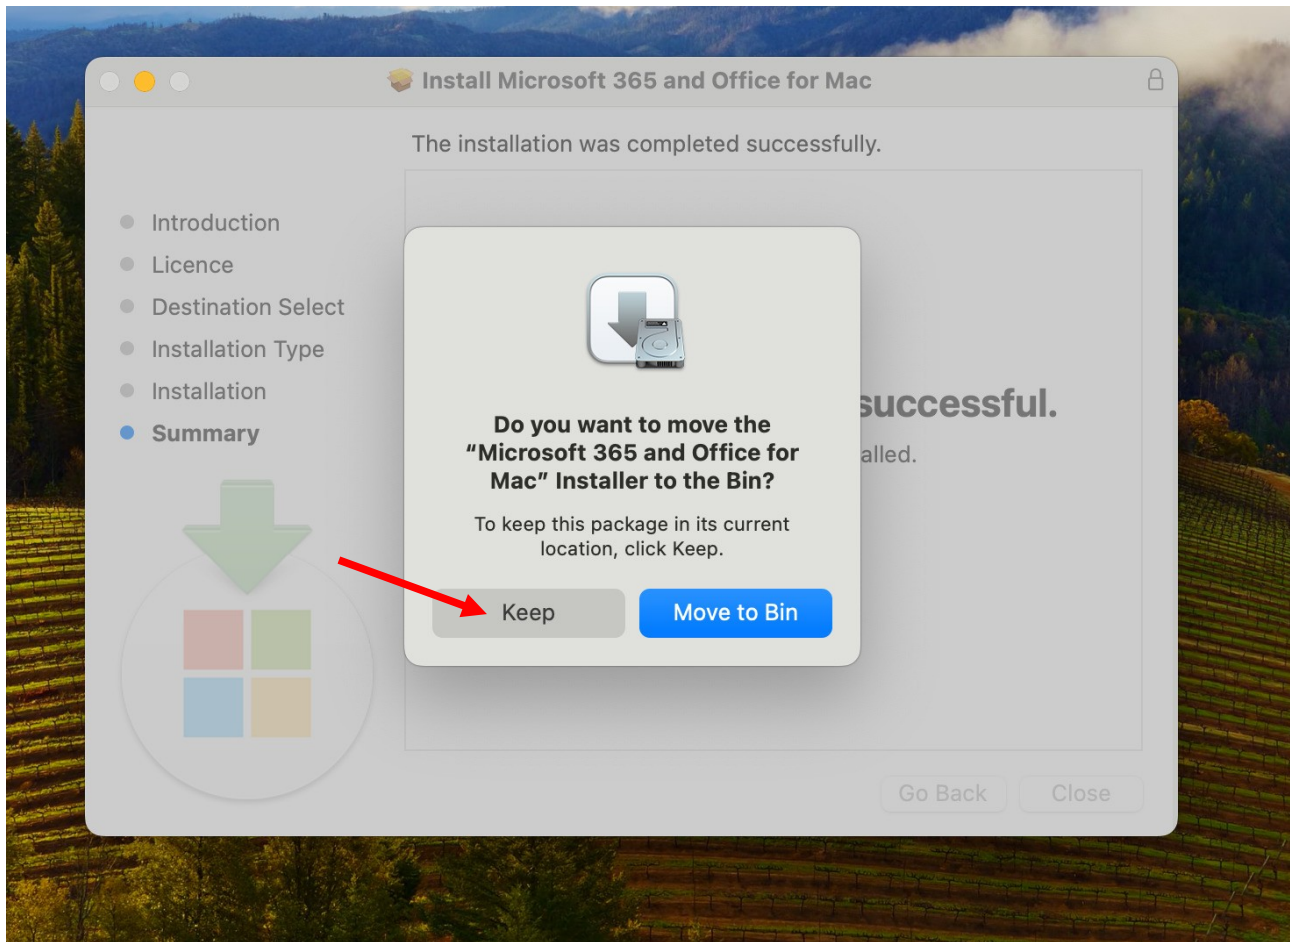 Install Microsoft 365 and Office for Mac
The installation was completed successfully.
Introduction
Licence
Destination Select
Installation Type
Installation
Summary
successful.
alled.
Do you want to move the
“Microsoft 365 and Office for
Mac” Installer to the Bin?
To keep this package in its current
location, click Keep.
Keep
Move to Bin
Go Back
Close